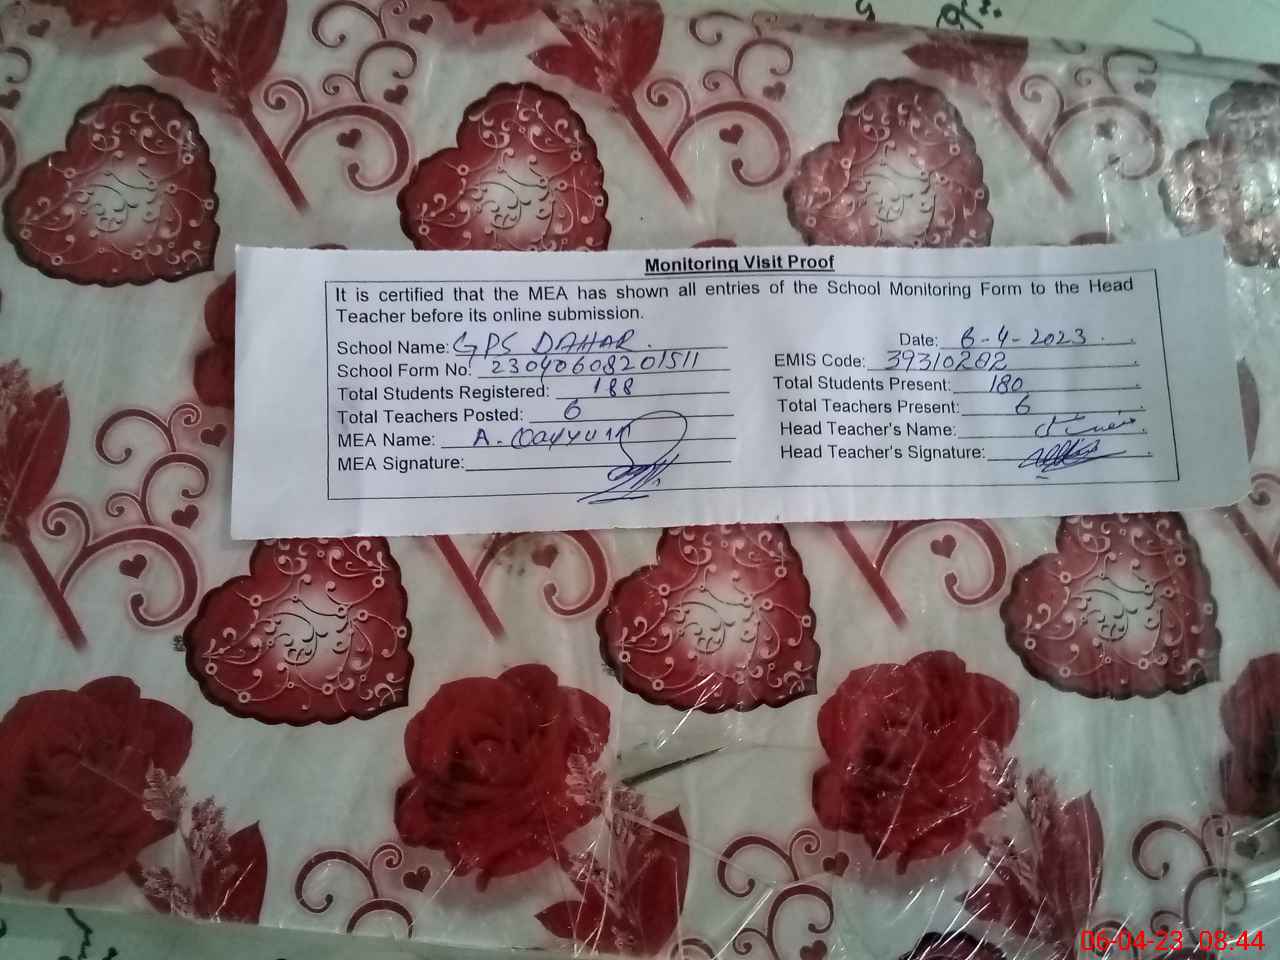 Monitoring Visit Proof
It is certified that the MEA has shown all entries of the School Monitoring Form to the Head
Teacher before its online submission.
School Name: GPS DAHAR.
Date: 6-4-2023
School Form No: 23040608201511
EMIS Code: 39310202
Total Students Registered: 188
Total Students Present: 180
Total Teachers Posted: 6
Total Teachers Present: 6
MEA Name: A. Qayyum
Head Teacher's Name:
MEA Signature:
Head Teacher's Signature:
06-04-23 08:44